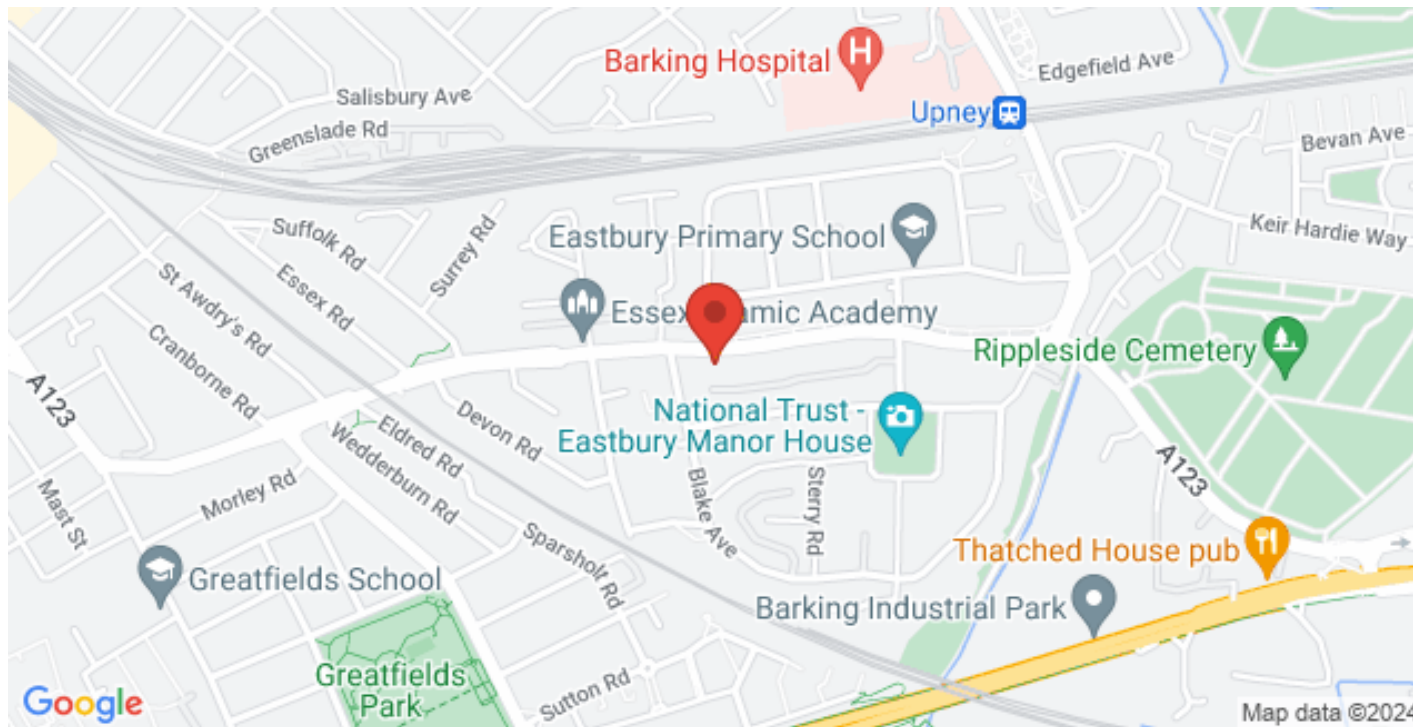 Barking Hospital
H
Edgefield Ave
Salisbury Ave
Upney
Greenslade Rd
Bevan Ave
Suffolk Rd
Surrey Rd
Eastbury Primary School
Keir Hardie Way
St Awdry's Rd
Essex Rd
Essex
amic Academy
Cranborne Rd
Rippleside Cemetery
A123
National Trust -
Eastbury Manor House
Devon Rd
Eldred Rd
Wedderburn Rd
Mast St
Morley Rd
Blake Ave
Sterry Rd
A123
Sparsholt Rd
Thatched House pub
Greatfields School
Barking Industrial Park
Greatfields
Park
Sutton Rd
Google
Map data ©2024